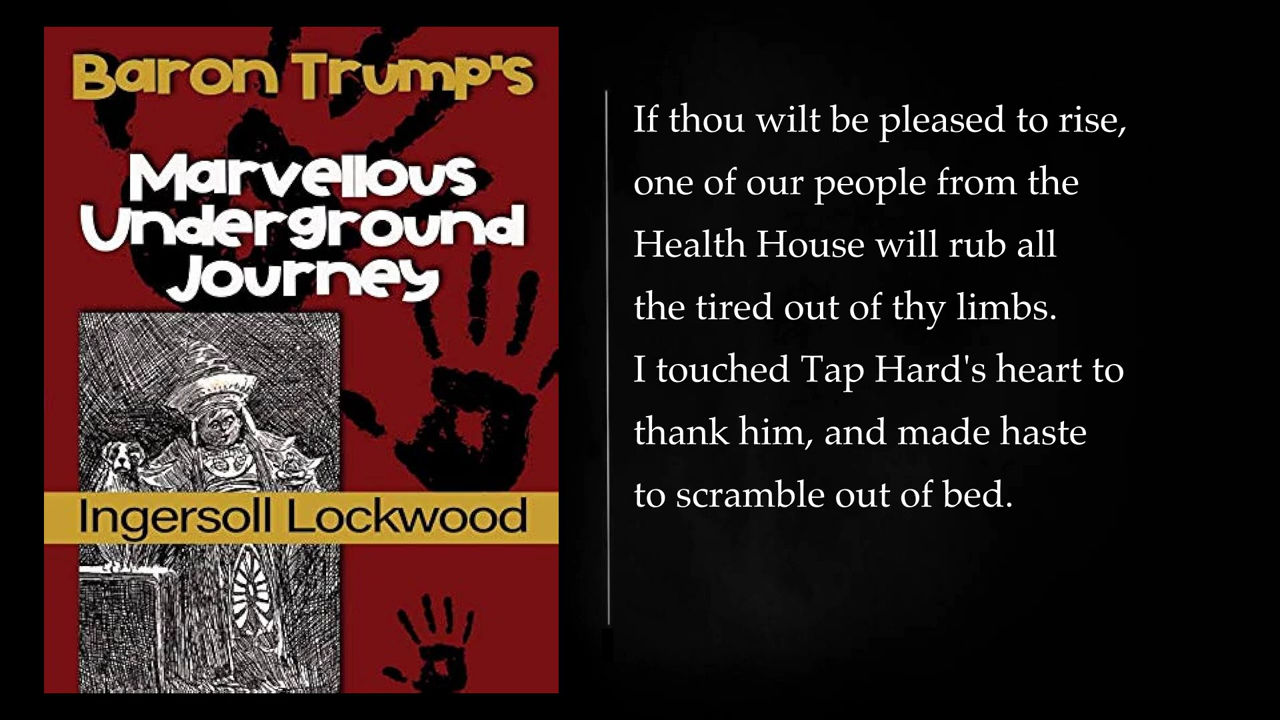 Baron Trump's
Marvellous
Underground
Journey
Ingersoll Lockwood
If thou wilt be pleased to rise,
one of our people from the
Health House will rub all
the tired out of thy limbs.
I touched Tap Hard's heart to
thank him, and made haste
to scramble out of bed.